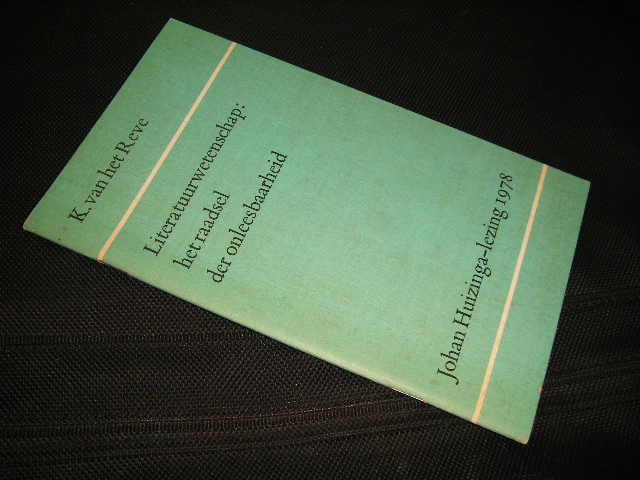 K. van het Reve
Literatuurwetenschap:
het raadsel
der onleesbaarheid
Johan Huizinga-lezing 1978